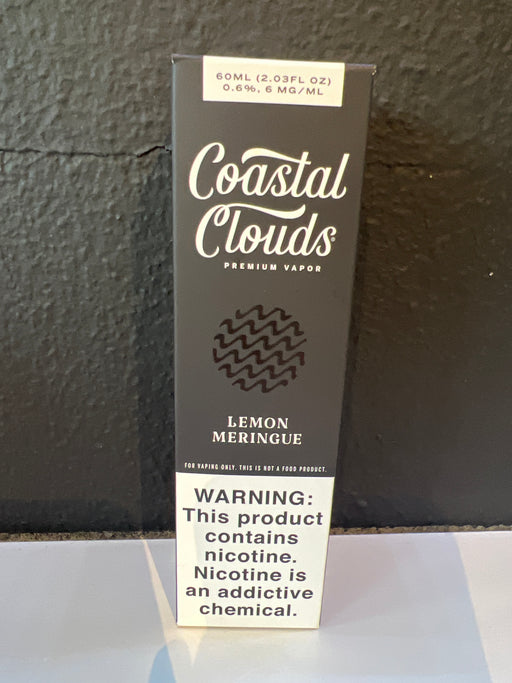 60ML (2.03FL OZ)
0.6%, 6 MG/ML
Coastal
Clouds®
PREMIUM VAPOR
LEMON
MERINGUE
FOR VAPING ONLY. THIS IS NOT A FOOD PRODUCT.
WARNING:
This product
contains
nicotine.
Nicotine is
an addictive
chemical.